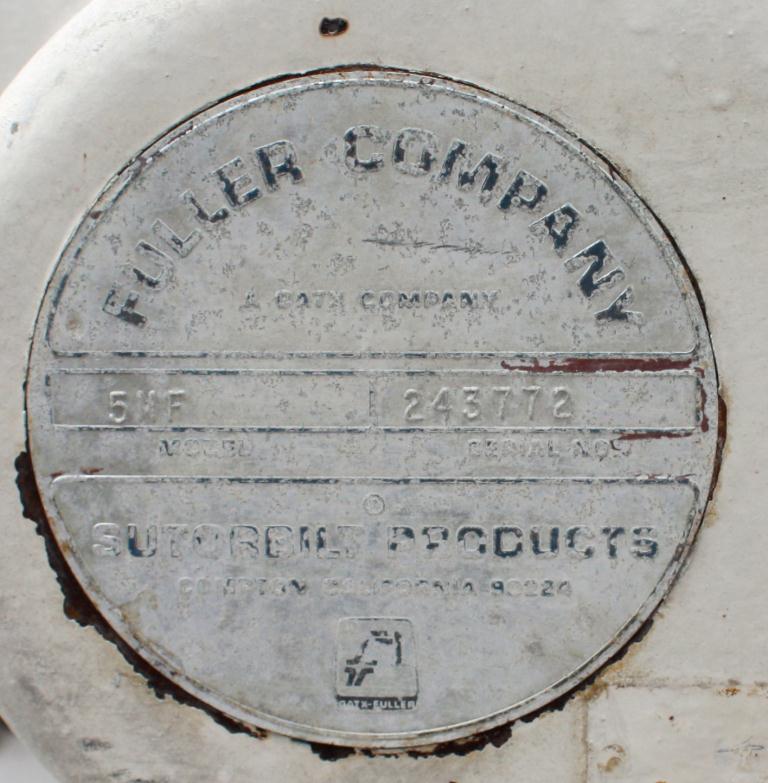 FULLER COMPANY
A GATX COMPANY
5MF 243772
MODEL SERIAL NO.
SUTORBILT PRODUCTS
COMPTON CALIFORNIA 90224
GATX-FULLER